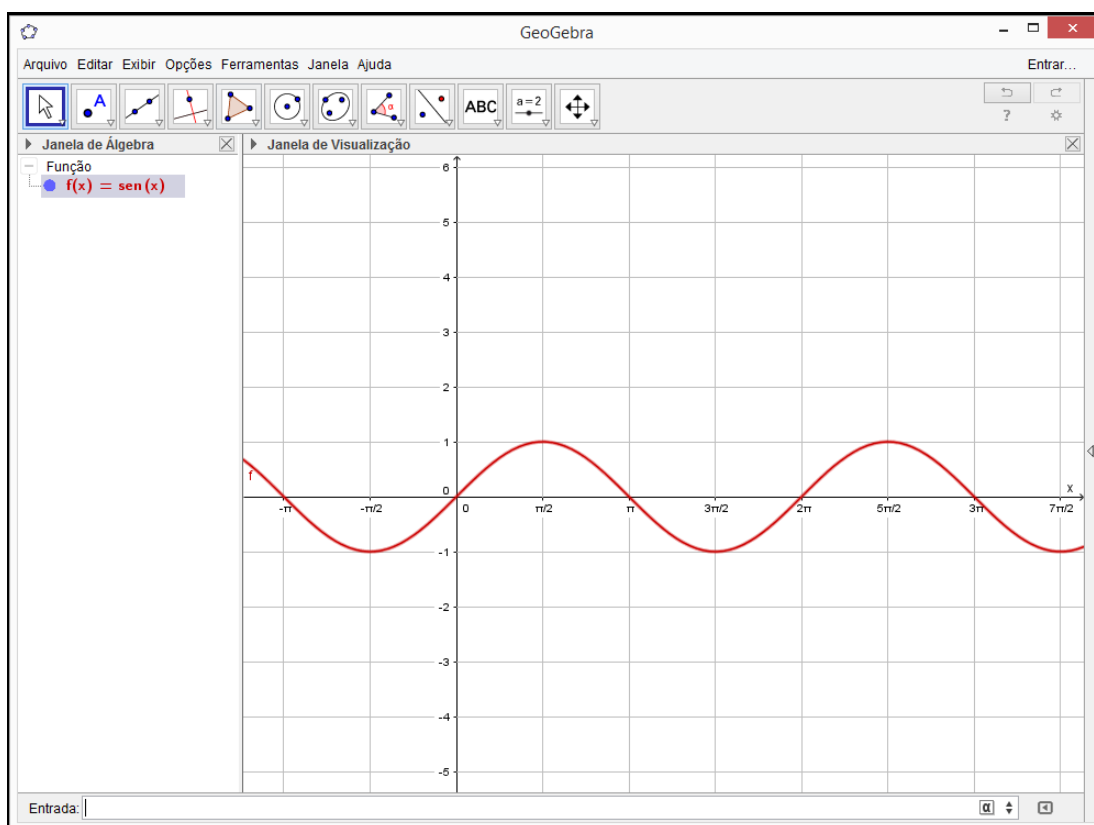 GeoGebra
Arquivo Editar Exibir Opções Ferramentas Janela Ajuda Entrar...
A α ABC a=2 ?
Janela de Álgebra
Janela de Visualização
Função
f(x) = sen(x)
6
5
4
3
2
1
0
-1
-2
-3
-4
-5
f
-π -π/2 0 π/2 π 3π/2 2π 5π/2 3π 7π/2
x
Entrada: α